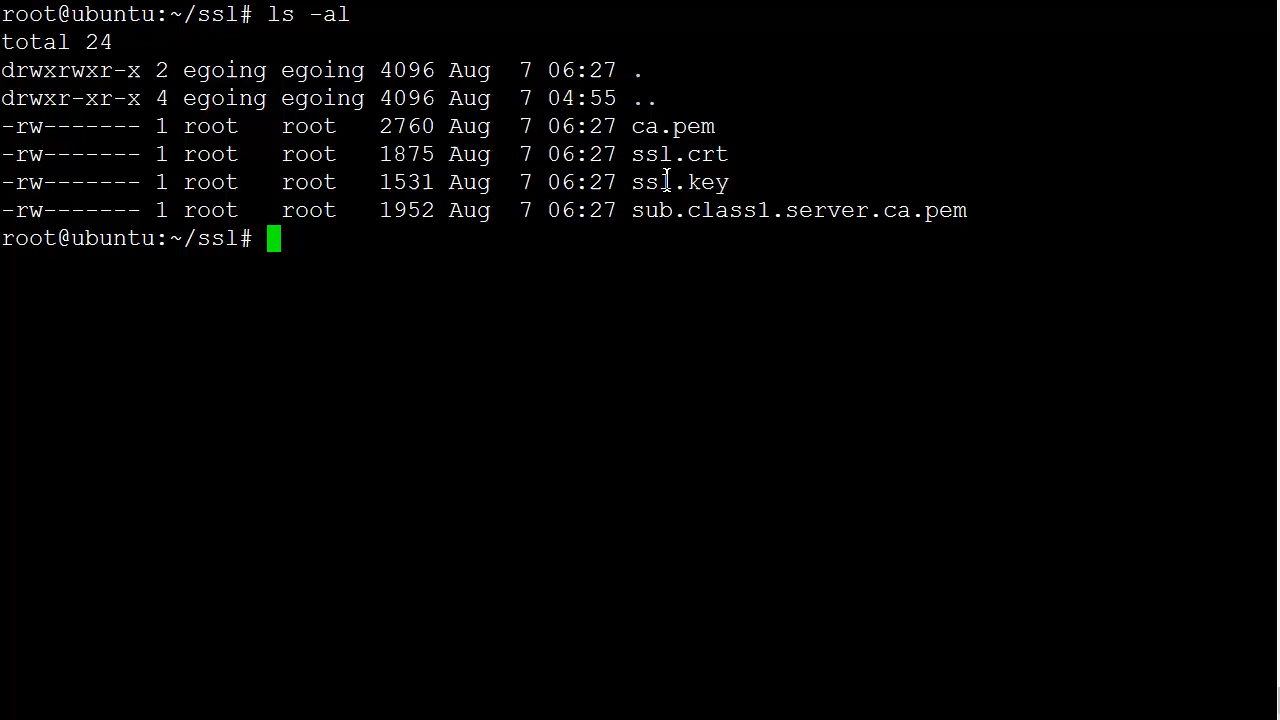 root@ubuntu:~/ssl# ls -al
total 24
drwxrwxr-x 2 egoing egoing 4096 Aug  7 06:27 .
drwxr-xr-x 4 egoing egoing 4096 Aug  7 04:55 ..
-rw------- 1 root   root   2760 Aug  7 06:27 ca.pem
-rw------- 1 root   root   1875 Aug  7 06:27 ssl.crt
-rw------- 1 root   root   1531 Aug  7 06:27 ssl.key
-rw------- 1 root   root   1952 Aug  7 06:27 sub.class1.server.ca.pem
root@ubuntu:~/ssl#